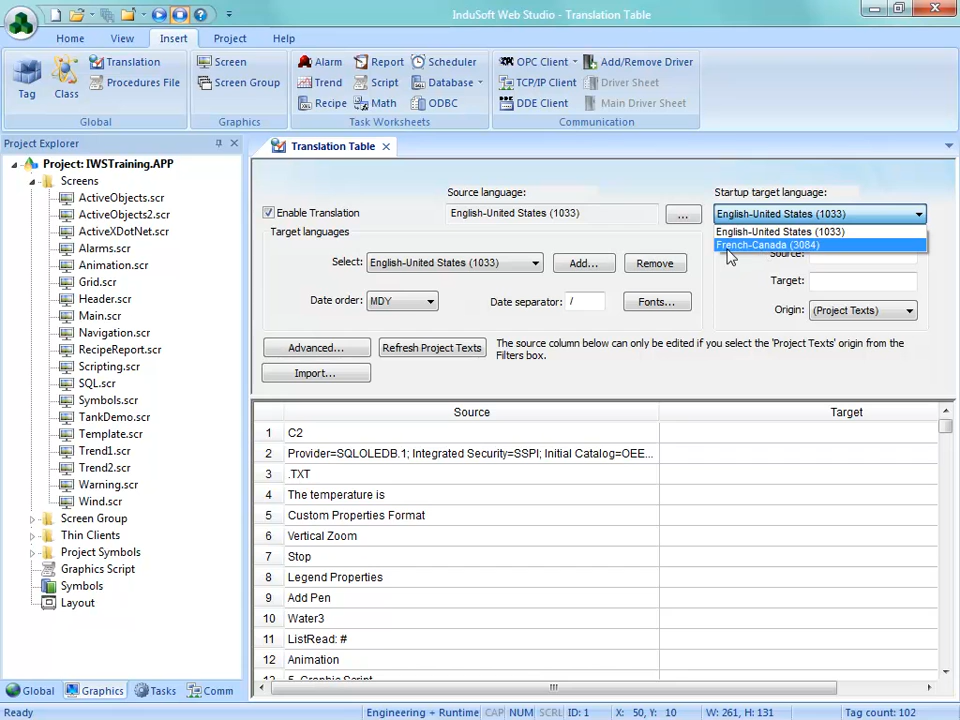 InduSoft Web Studio - Translation Table
Home View Insert Project Help
Tag Class Translation Procedures File
Global
Screen Screen Group
Graphics
Alarm Report Scheduler
Trend Script Database
Recipe Math ODBC
Task Worksheets
OPC Client Add/Remove Driver
TCP/IP Client Driver Sheet
DDE Client Main Driver Sheet
Communication
Project Explorer
Project: IWSTraining.APP
Screens
ActiveObjects.scr
ActiveObjects2.scr
ActiveXDotNet.scr
Alarms.scr
Animation.scr
Grid.scr
Header.scr
Main.scr
Navigation.scr
RecipeReport.scr
Scripting.scr
SQL.scr
Symbols.scr
TankDemo.scr
Template.scr
Trend1.scr
Trend2.scr
Warning.scr
Wind.scr
Screen Group
Thin Clients
Project Symbols
Graphics Script
Symbols
Layout
Global Graphics Tasks Comm
Translation Table
Source language:
Startup target language:
Enable Translation
English-United States (1033)
...
English-United States (1033)
English-United States (1033)
French-Canada (3084)
Target languages
Select: English-United States (1033) Add... Remove
Source:
Target:
Date order: MDY Date separator: / Fonts...
Origin: (Project Texts)
Advanced... Refresh Project Texts
The source column below can only be edited if you select the 'Project Texts' origin from the
Filters box.
Import...
Source Target
1 C2
2 Provider=SQLOLEDB.1; Integrated Security=SSPI; Initial Catalog=OEE...
3 .TXT
4 The temperature is
5 Custom Properties Format
6 Vertical Zoom
7 Stop
8 Legend Properties
9 Add Pen
10 Water3
11 ListRead: #
12 Animation
13 5. Graphic Script
Ready
Engineering + Runtime CAP NUM SCRL ID: 1 X: 50, Y: 10 W: 261, H: 131 Tag count: 102